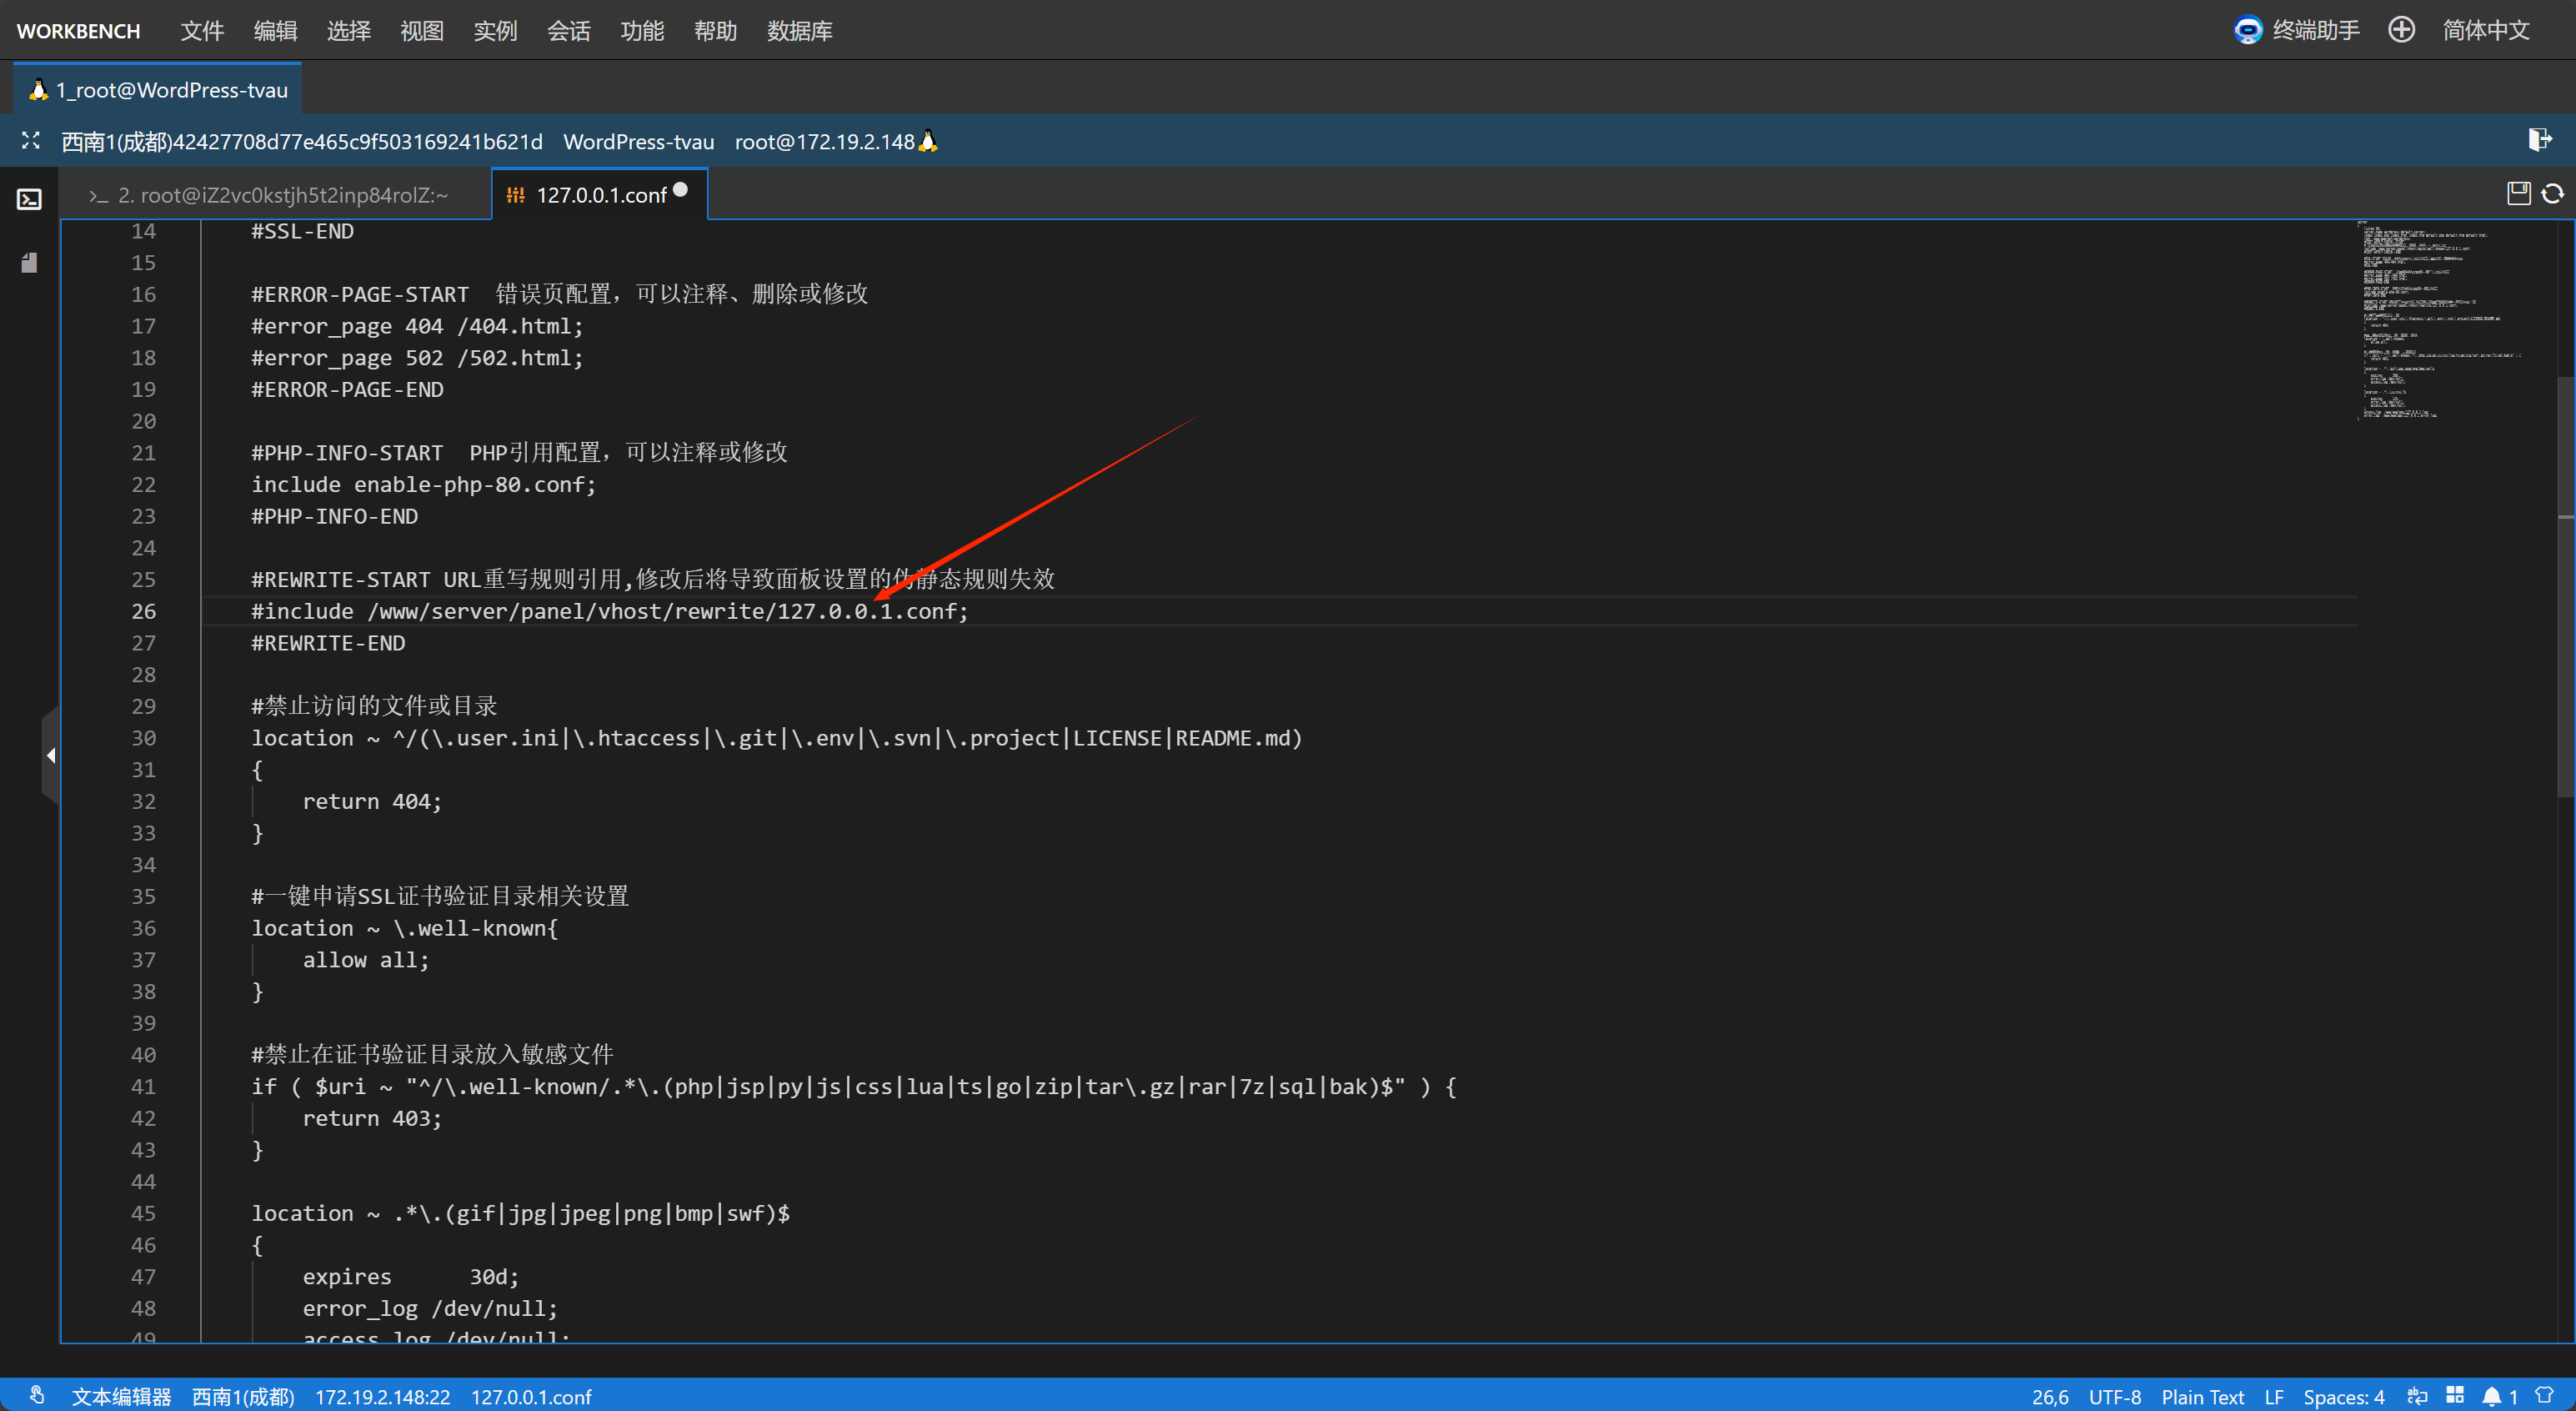 WORKBENCH 文件 编辑 选择 视图 实例 会话 功能 帮助 数据库 终端助手 简体中文
1_root@WordPress-tvau
西南1(成都)42427708d77e465c9f503169241b621d WordPress-tvau root@172.19.2.148
>_ 2. root@iZ2vc0kstjh5t2inp84rolZ:~ 127.0.0.1.conf
14 #SSL-END
15
16 #ERROR-PAGE-START 错误页配置，可以注释、删除或修改
17 #error_page 404 /404.html;
18 #error_page 502 /502.html;
19 #ERROR-PAGE-END
20
21 #PHP-INFO-START PHP引用配置，可以注释或修改
22 include enable-php-80.conf;
23 #PHP-INFO-END
24
25 #REWRITE-START URL重写规则引用,修改后将导致面板设置的伪静态规则失效
26 #include /www/server/panel/vhost/rewrite/127.0.0.1.conf;
27 #REWRITE-END
28
29 #禁止访问的文件或目录
30 location ~ ^/(\.user.ini|\.htaccess|\.git|\.env|\.svn|\.project|LICENSE|README.md)
31 {
32 return 404;
33 }
34
35 #一键申请SSL证书验证目录相关设置
36 location ~ \.well-known{
37 allow all;
38 }
39
40 #禁止在证书验证目录放入敏感文件
41 if ( $uri ~ "^/\.well-known/.*\.(php|jsp|py|js|css|lua|ts|go|zip|tar\.gz|rar|7z|sql|bak)$" ) {
42 return 403;
43 }
44
45 location ~ .*\.(gif|jpg|jpeg|png|bmp|swf)$
46 {
47 expires 30d;
48 error_log /dev/null;
49 access_log /dev/null;
文本编辑器 西南1(成都) 172.19.2.148:22 127.0.0.1.conf 26,6 UTF-8 Plain Text LF Spaces: 4 1